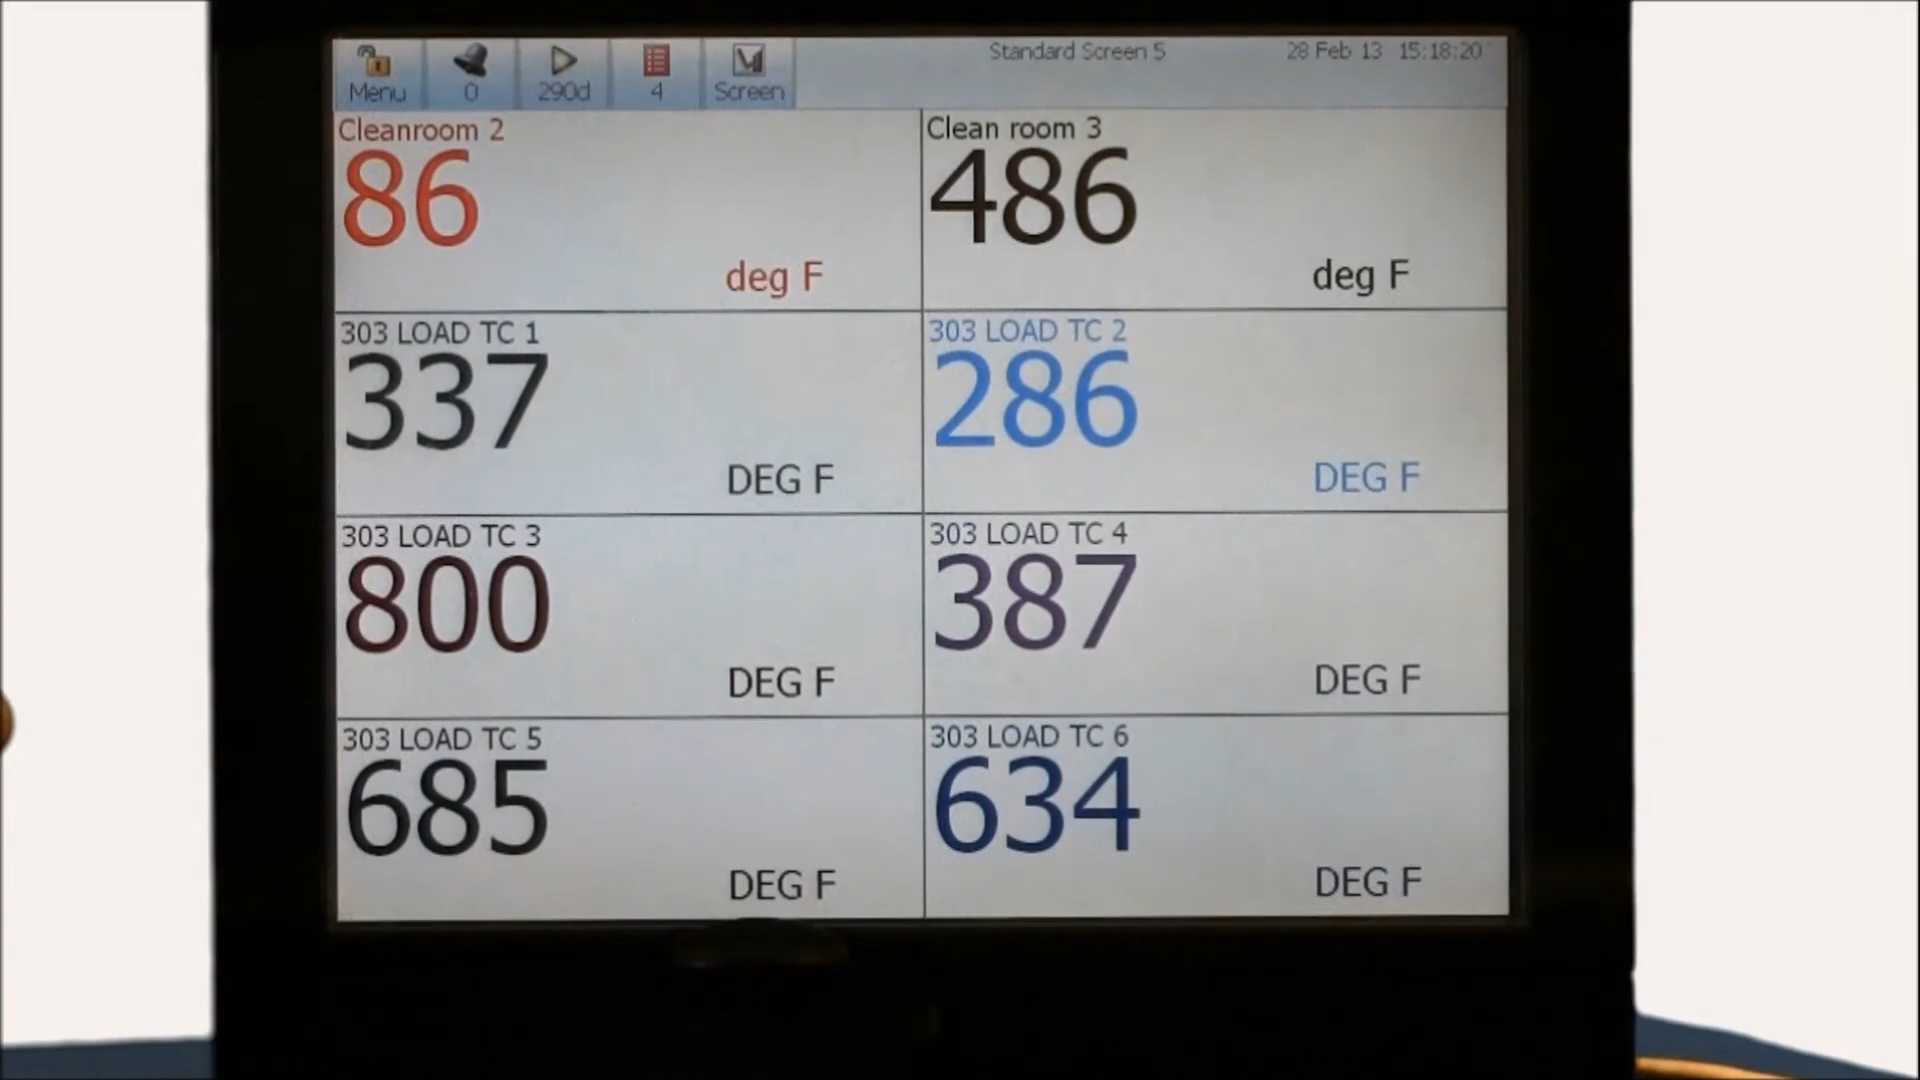 Standard Screen 5 28 Feb 13 15:18:20
Menu 0 290d 4 Screen
Cleanroom 2
86
deg F
Clean room 3
486
deg F
303 LOAD TC 1
337
DEG F
303 LOAD TC 2
286
DEG F
303 LOAD TC 3
800
DEG F
303 LOAD TC 4
387
DEG F
303 LOAD TC 5
685
DEG F
303 LOAD TC 6
634
DEG F